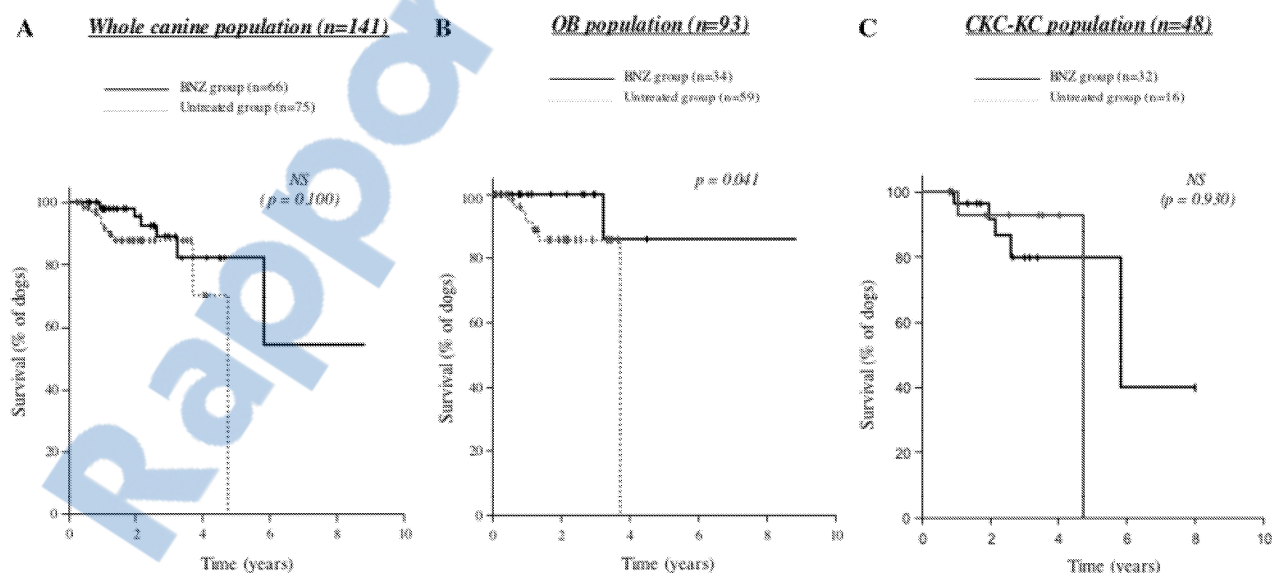 A
Whole canine population (n=141)
BNZ group (n=66)
Untreated group (n=75)
NS
(p = 0.100)
Survival (% of dogs)
100
80
60
40
20
0
0 2 4 6 8 10
Time (years)
B
OB population (n=93)
BNZ group (n=34)
Untreated group (n=59)
p = 0.041
Survival (% of dogs)
100
80
60
40
20
0
0 2 4 6 8 10
Time (years)
C
CKC-KC population (n=48)
BNZ group (n=32)
Untreated group (n=16)
NS
(p = 0.930)
Survival (% of dogs)
100
80
60
40
20
0
0 2 4 6 8 10
Time (years)
Rappo